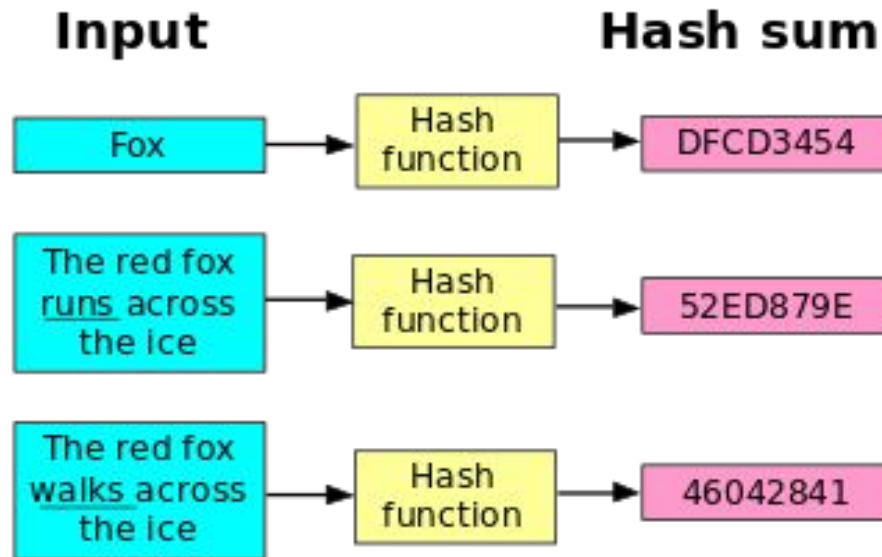 Input Hash sum
Fox
Hash
function
DFCD3454
The red fox
runs across
the ice
Hash
function
52ED879E
The red fox
walks across
the ice
Hash
function
46042841